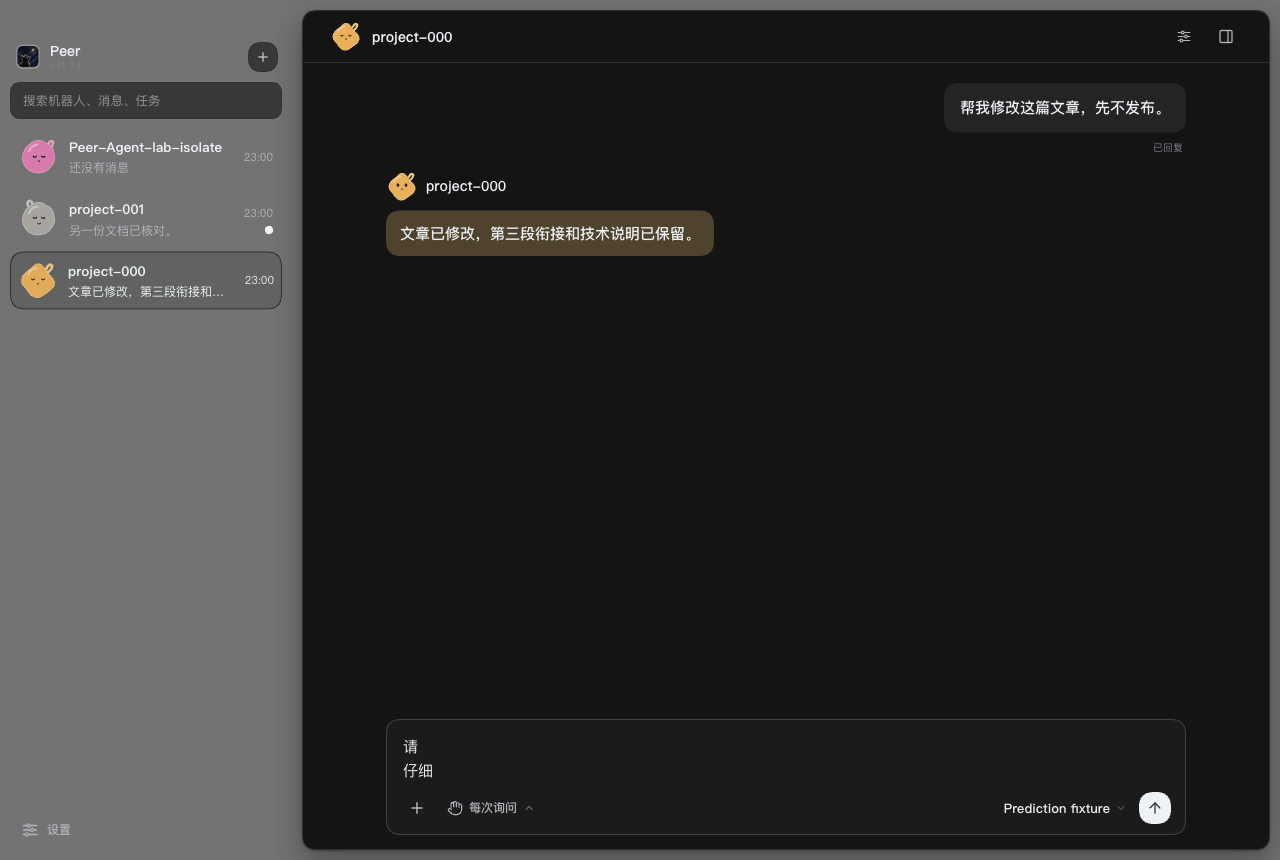 Peer
搜索机器人、消息、任务
Peer-Agent-lab-isolate
23:00
还没有消息
project-001
23:00
另一份文档已核对。
project-000
23:00
文章已修改，第三段衔接和...
设置
project-000
帮我修改这篇文章，先不发布。
已回复
project-000
文章已修改，第三段衔接和技术说明已保留。
请
仔细
每次询问
Prediction fixture